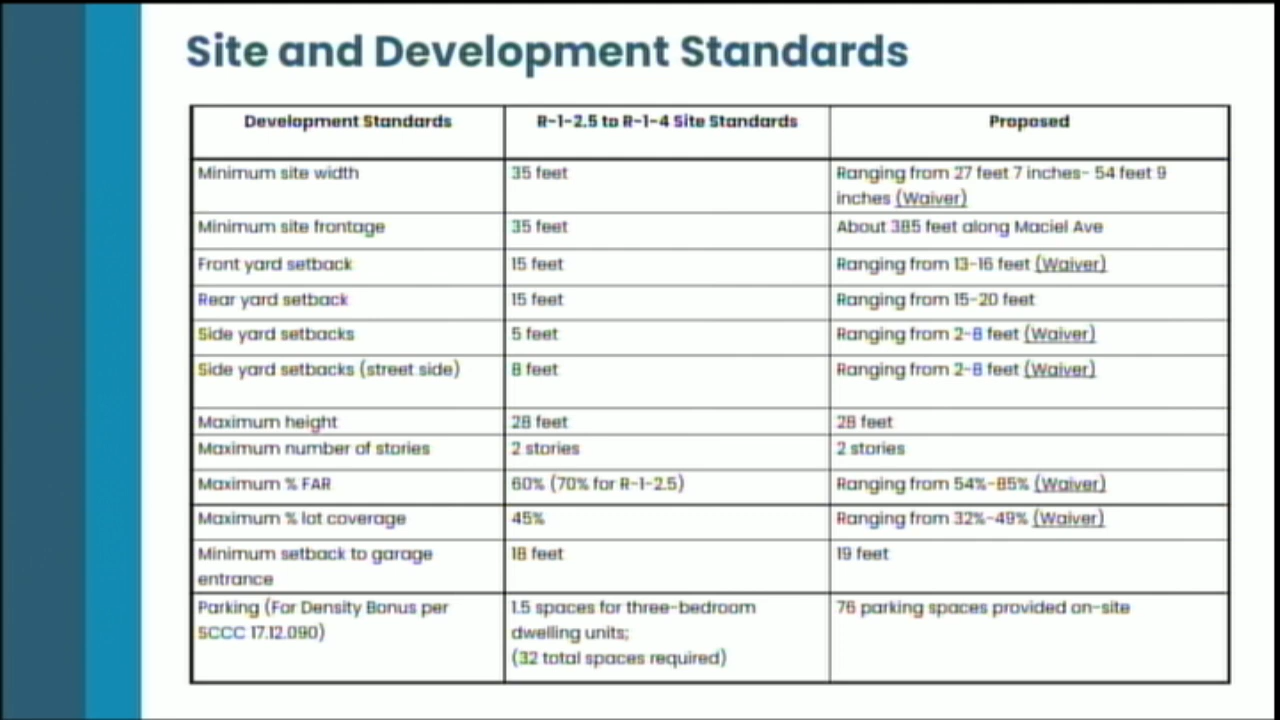 Site and Development Standards
Development Standards R-1-2.5 to R-1-4 Site Standards Proposed
Minimum site width 35 feet Ranging from 27 feet 7 inches- 54 feet 9
inches (Waiver)
Minimum site frontage 35 feet About 385 feet along Maciel Ave
Front yard setback 15 feet Ranging from 13-16 feet (Waiver)
Rear yard setback 15 feet Ranging from 15-20 feet
Side yard setbacks 5 feet Ranging from 2-8 feet (Waiver)
Side yard setbacks (street side) 8 feet Ranging from 2-8 feet (Waiver)
Maximum height 28 feet 28 feet
Maximum number of stories 2 stories 2 stories
Maximum % FAR 60% (70% for R-1-2.5) Ranging from 54%-85% (Waiver)
Maximum % lot coverage 45% Ranging from 32%-49% (Waiver)
Minimum setback to garage 18 feet 19 feet
entrance
Parking (For Density Bonus per 1.5 spaces for three-bedroom 76 parking spaces provided on-site
SCCC 17.12.090) dwelling units;
(32 total spaces required)